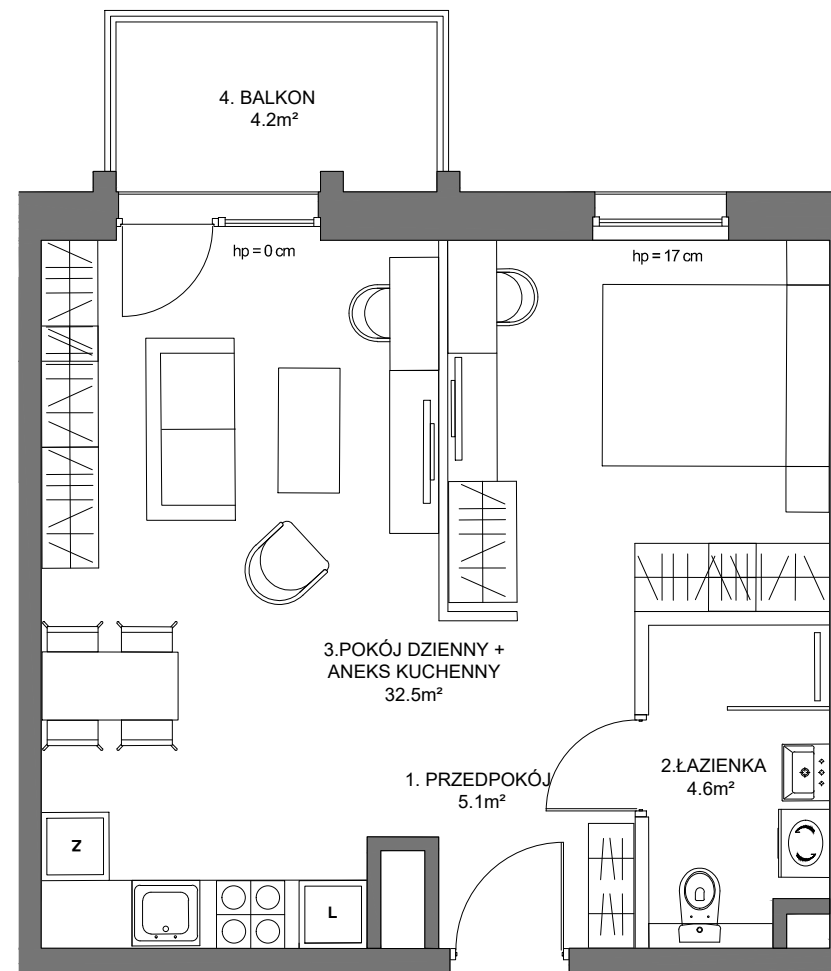 4. BALKON
4.2m²
hp = 0 cm
hp = 17 cm
3.POKÓJ DZIENNY +
ANEKS KUCHENNY
32.5m²
1. PRZEDPOKÓJ
5.1m²
2.ŁAZIENKA
4.6m²
Z
L